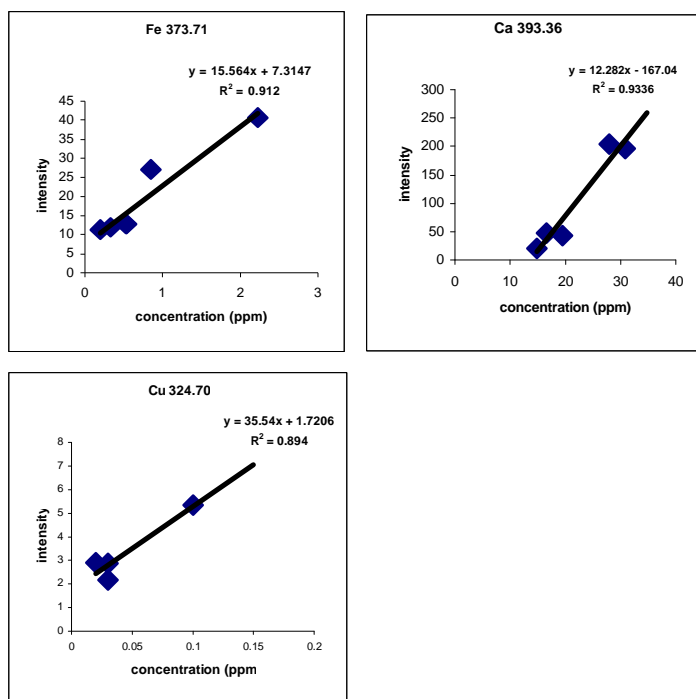 Fe 373.71
y = 15.564x + 7.3147
R² = 0.912
45
40
35
30
25
20
15
10
5
0
intensity
0 1 2 3
concentration (ppm)
Ca 393.36
y = 12.282x - 167.04
R² = 0.9336
300
250
200
150
100
50
0
intensity
0 10 20 30 40
concentration (ppm)
Cu 324.70
y = 35.54x + 1.7206
R² = 0.894
8
7
6
5
4
3
2
1
0
intensity
0 0.05 0.1 0.15 0.2
concentration (ppm